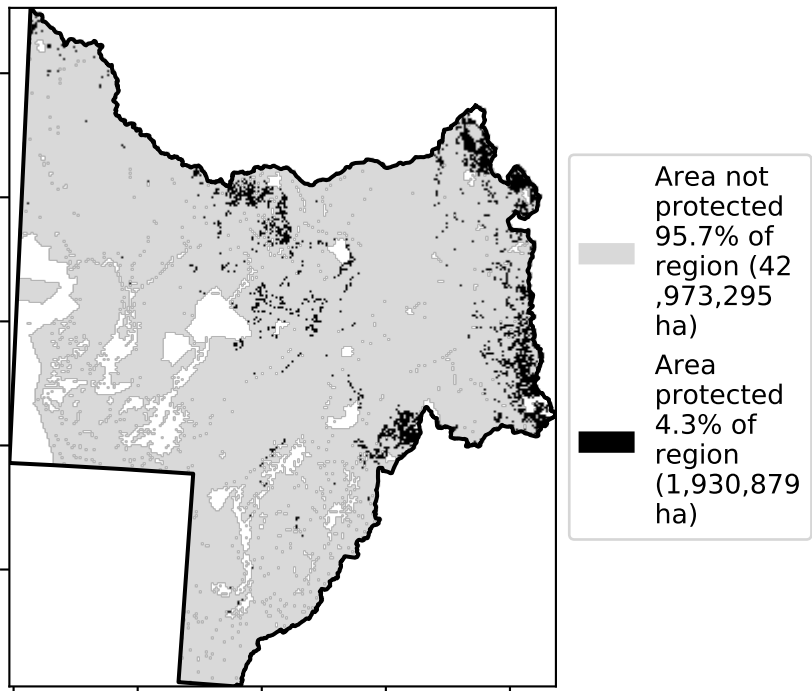 Area not
protected
95.7% of
region (42
,973,295
ha)
Area
protected
4.3% of
region
(1,930,879
ha)